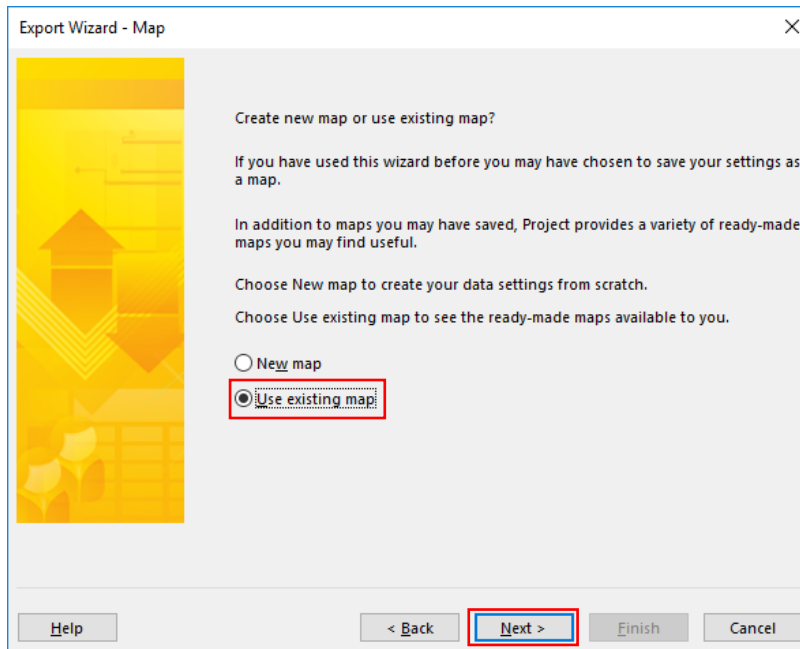 Export Wizard - Map
Create new map or use existing map?
If you have used this wizard before you may have chosen to save your settings as
a map.
In addition to maps you may have saved, Project provides a variety of ready-made
maps you may find useful.
Choose New map to create your data settings from scratch.
Choose Use existing map to see the ready-made maps available to you.
New map
Use existing map
Help
< Back
Next >
Finish
Cancel